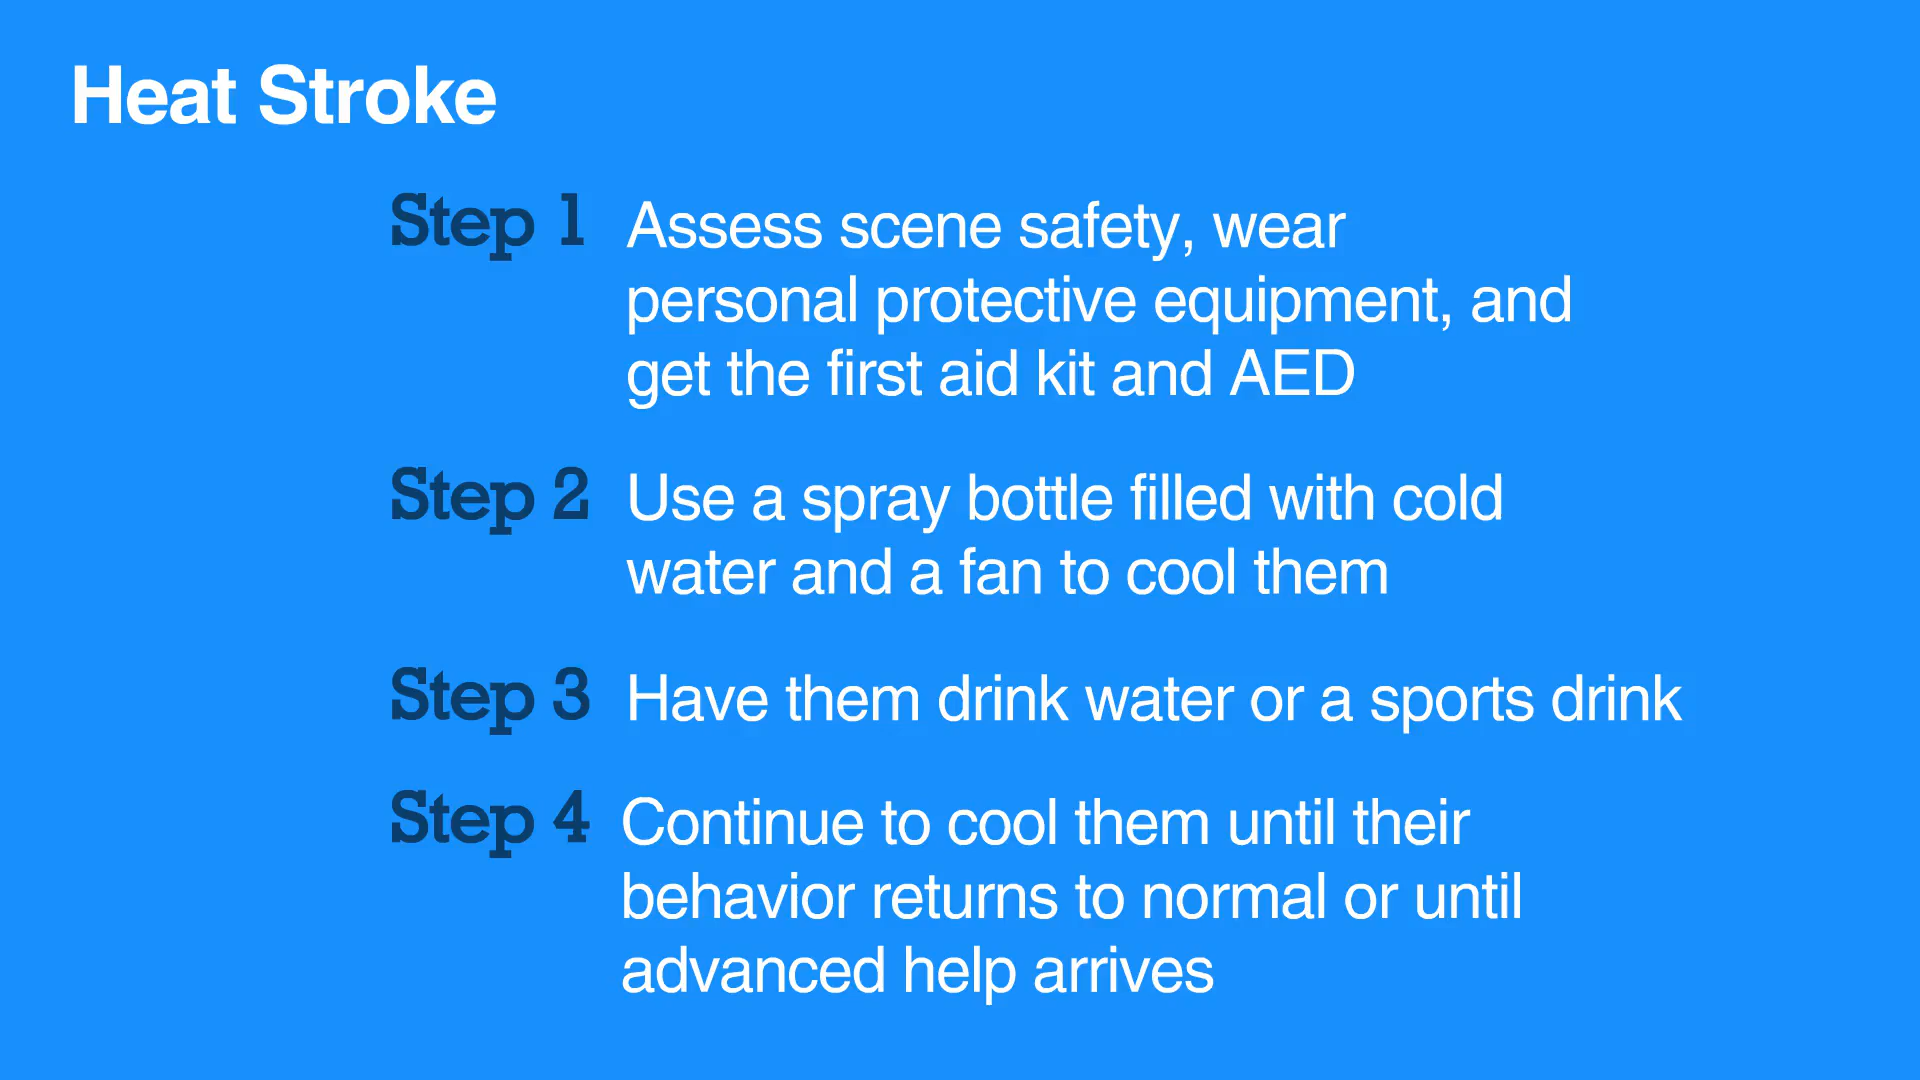 Heat Stroke
Step 1 Assess scene safety, wear
personal protective equipment, and
get the first aid kit and AED
Step 2 Use a spray bottle filled with cold
water and a fan to cool them
Step 3 Have them drink water or a sports drink
Step 4 Continue to cool them until their
behavior returns to normal or until
advanced help arrives